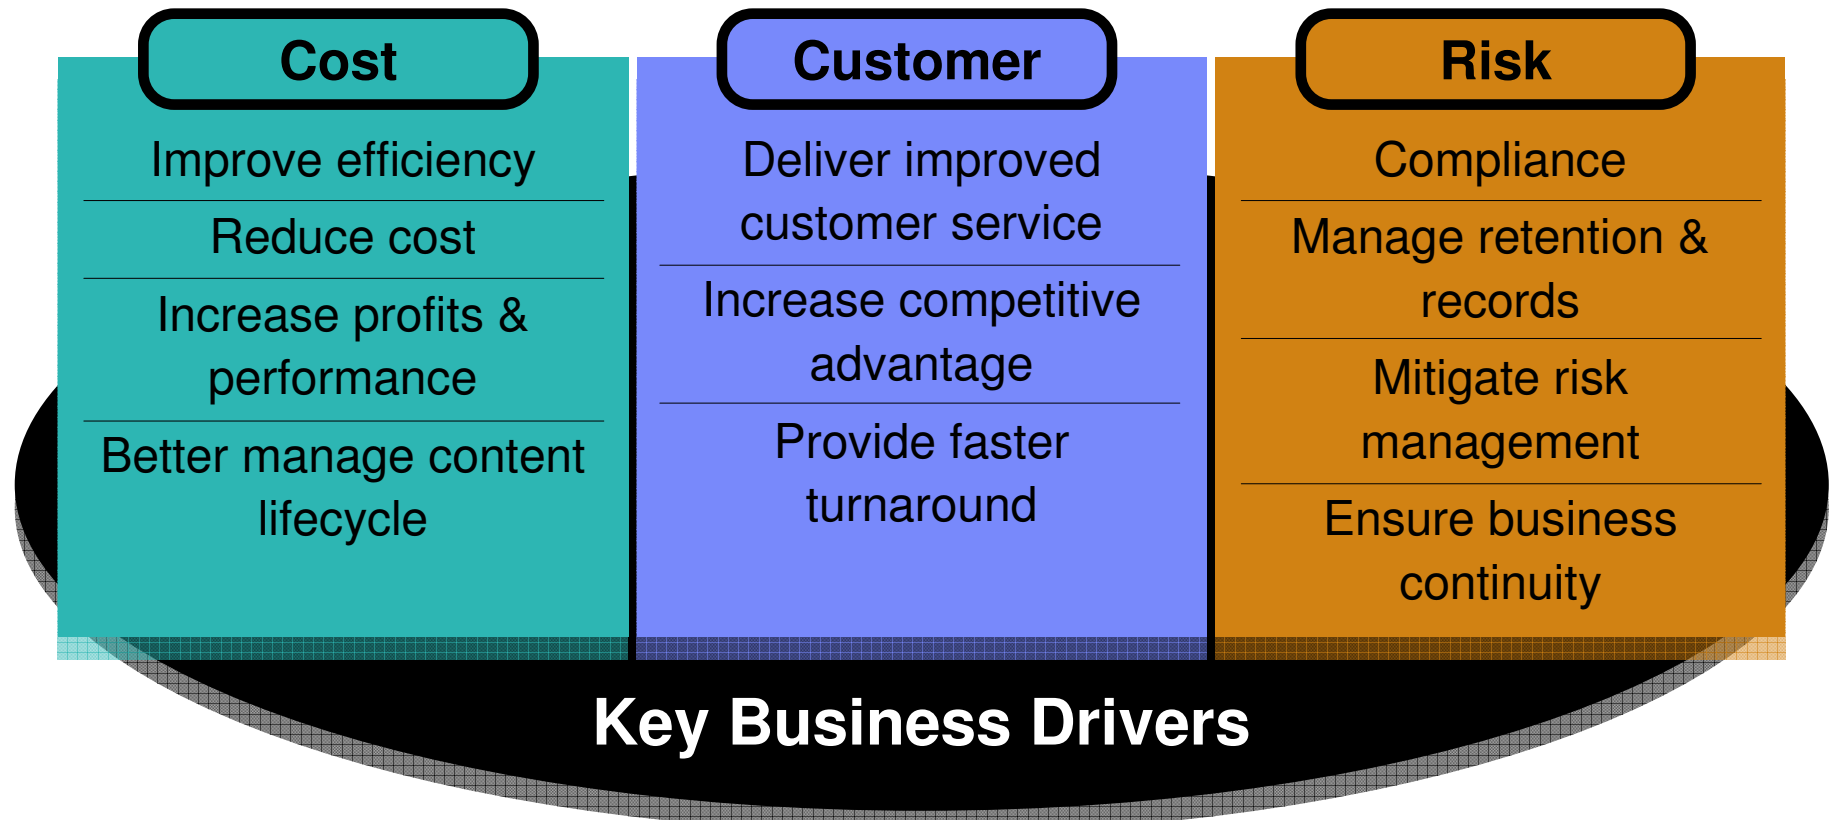 Cost
Improve efficiency
Reduce cost
Increase profits &
performance
Better manage content
lifecycle
Customer
Deliver improved
customer service
Increase competitive
advantage
Provide faster
turnaround
Risk
Compliance
Manage retention &
records
Mitigate risk
management
Ensure business
continuity
Key Business Drivers